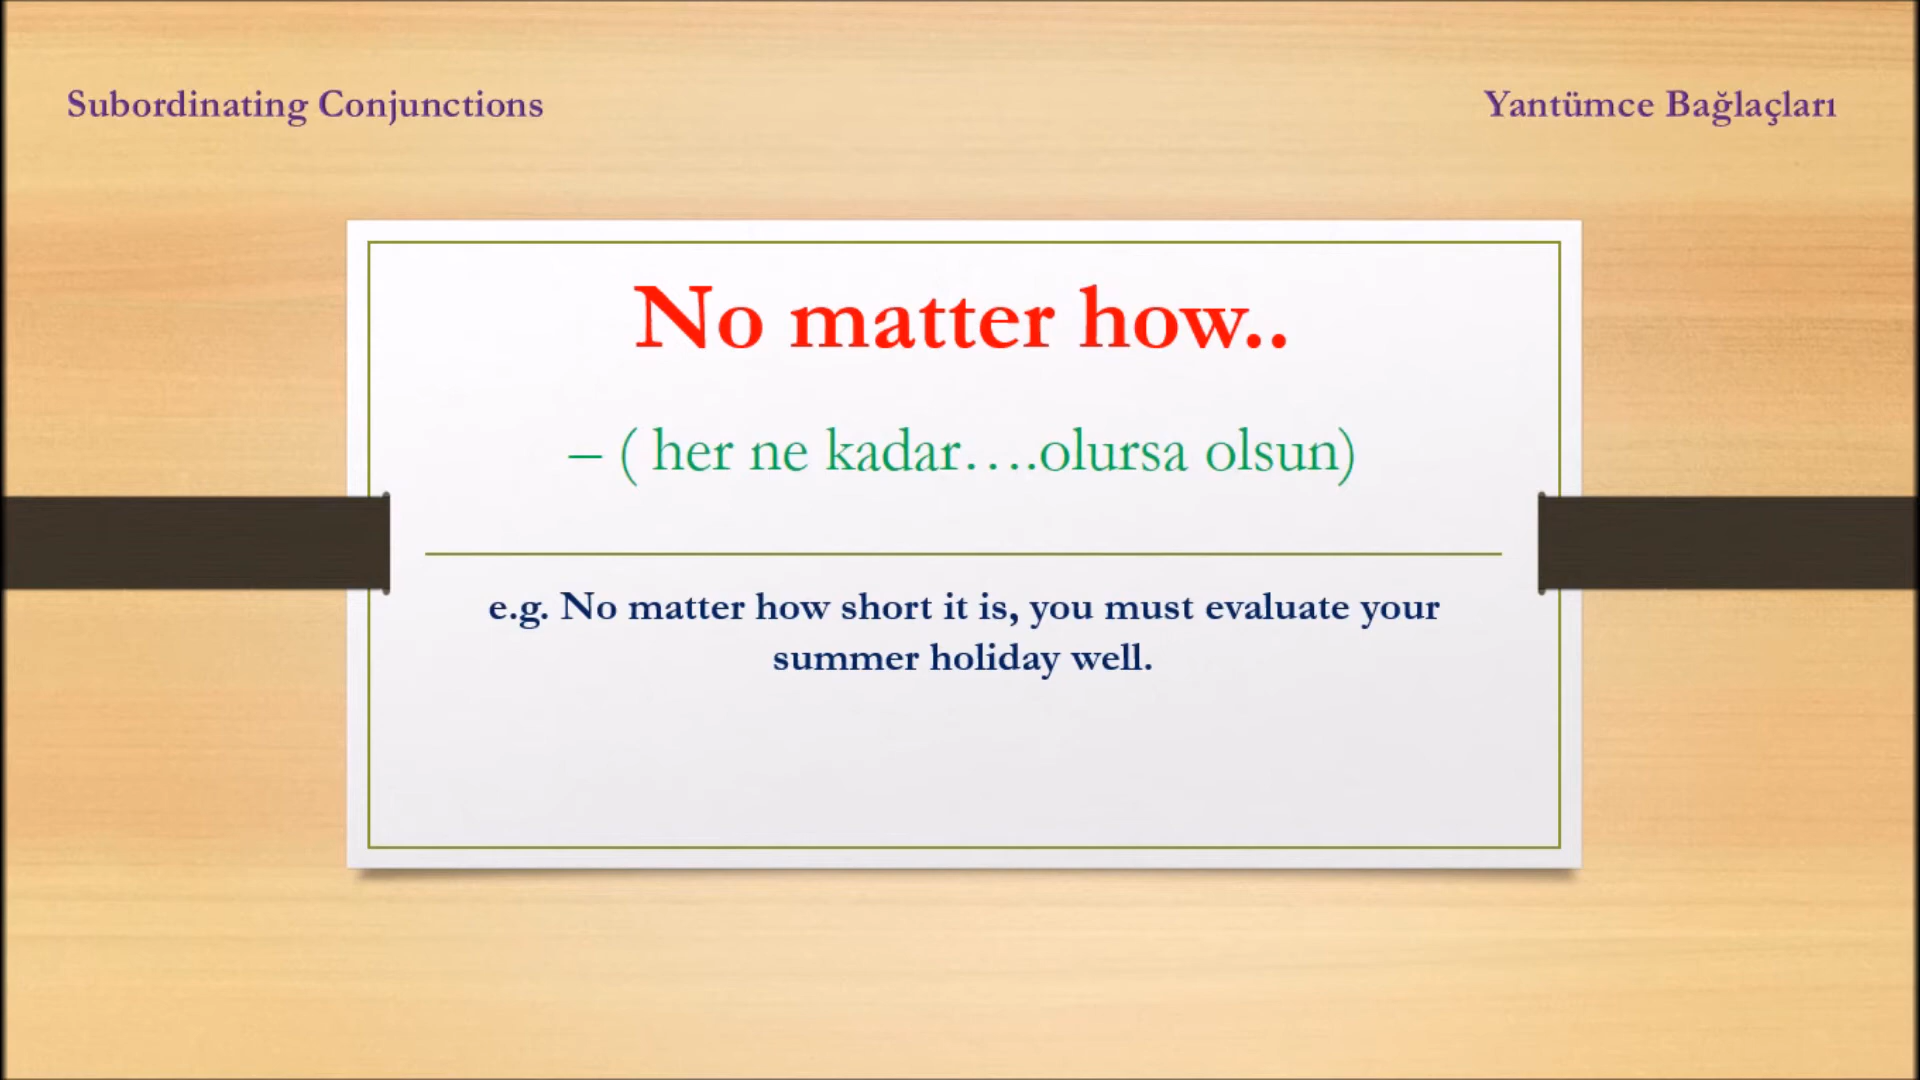 Subordinating Conjunctions
Yantümce Bağlaçları
No matter how..
– ( her ne kadar….olursa olsun)
e.g. No matter how short it is, you must evaluate your
summer holiday well.